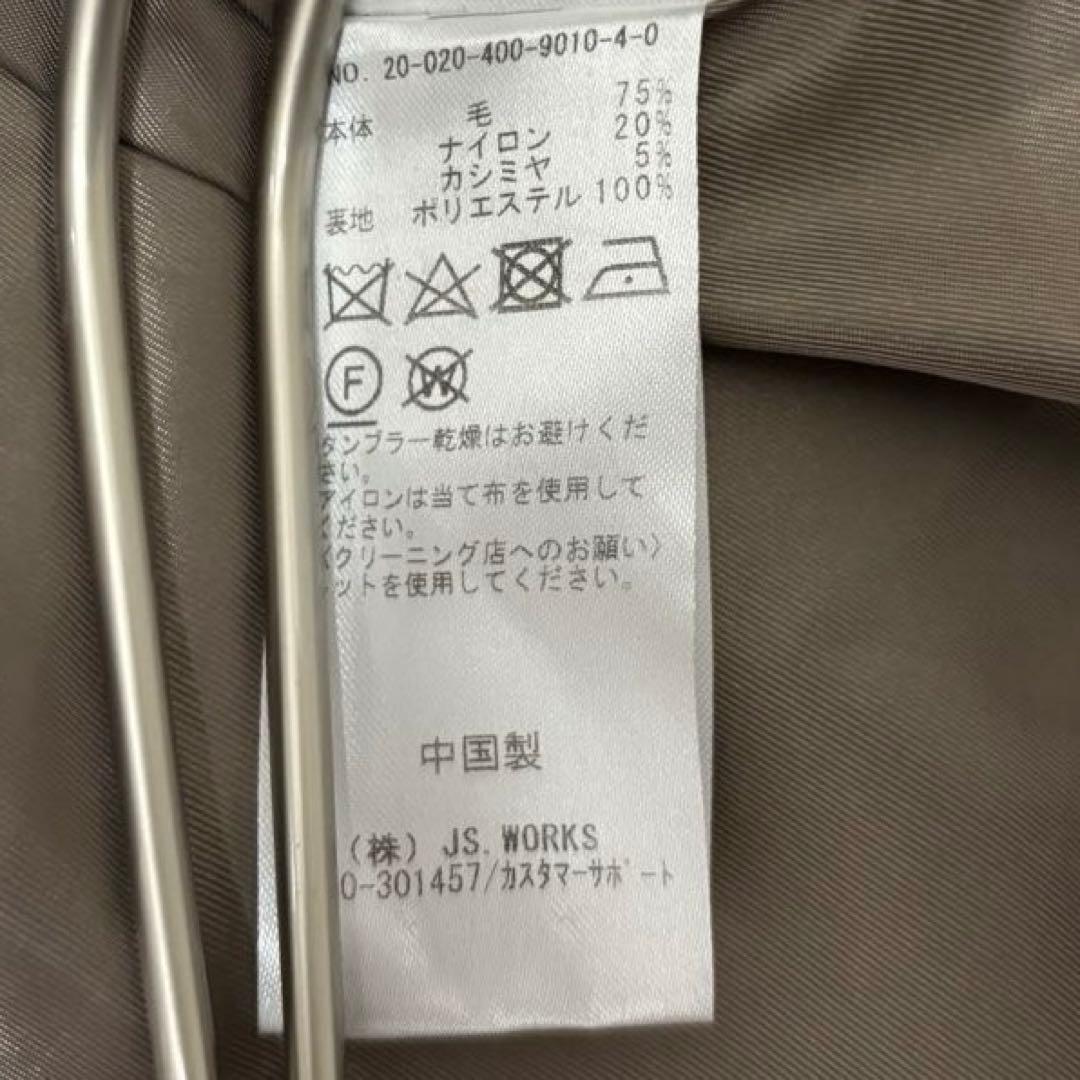 NO. 20-020-400-9010-4-0
本体 毛 75%
ナイロン 20%
カシミヤ 5%
裏地 ポリエステル 100%
F W
タンブラー乾燥はお避けくだ
さい。
アイロンは当て布を使用して
ください。
〈クリーニング店へのお願い〉
ットを使用してください。
中国製
(株) JS.WORKS
0-301457/カスタマーサポート